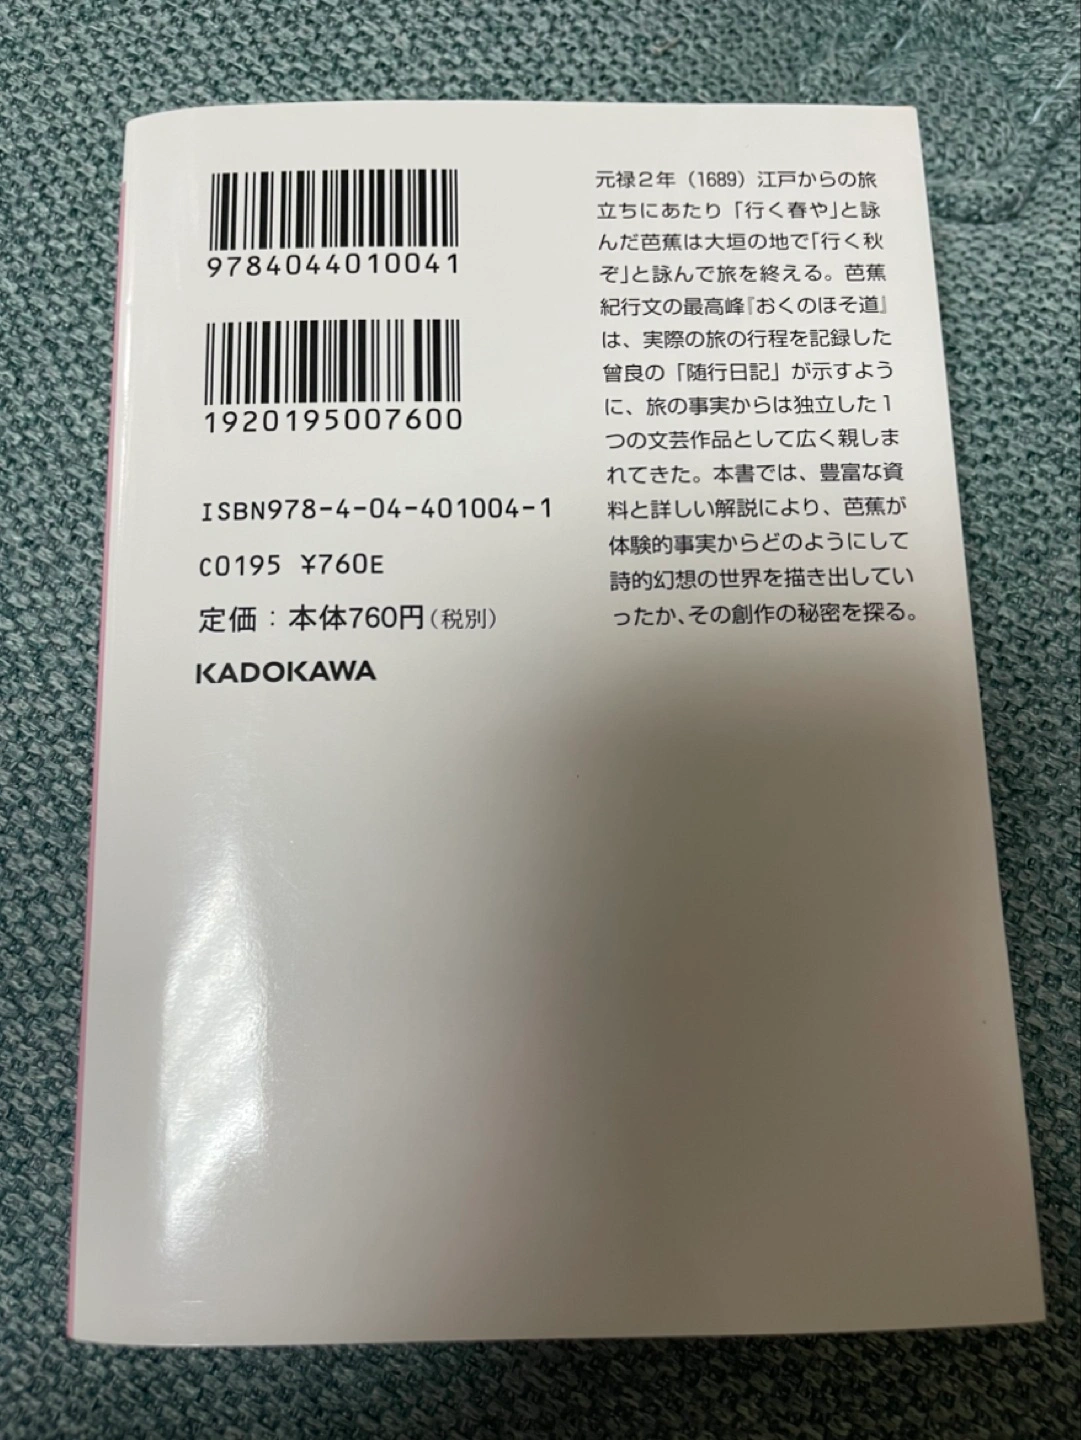 9784044010041
1920195007600
ISBN978-4-04-401004-1
C0195 ¥760E
定価：本体760円（税別）
KADOKAWA
元禄２年（1689）江戸からの旅
立ちにあたり「行く春や」と詠
んだ芭蕉は大垣の地で「行く秋
ぞ」と詠んで旅を終える。芭蕉
紀行文の最高峰『おくのほそ道』
は、実際の旅の行程を記録した
曾良の「随行日記」が示すよう
に、旅の事実からは独立した１
つの文芸作品として広く親しま
れてきた。本書では、豊富な資
料と詳しい解説により、芭蕉が
体験的事実からどのようにして
詩的幻想の世界を描き出してい
ったか、その創作の秘密を探る。